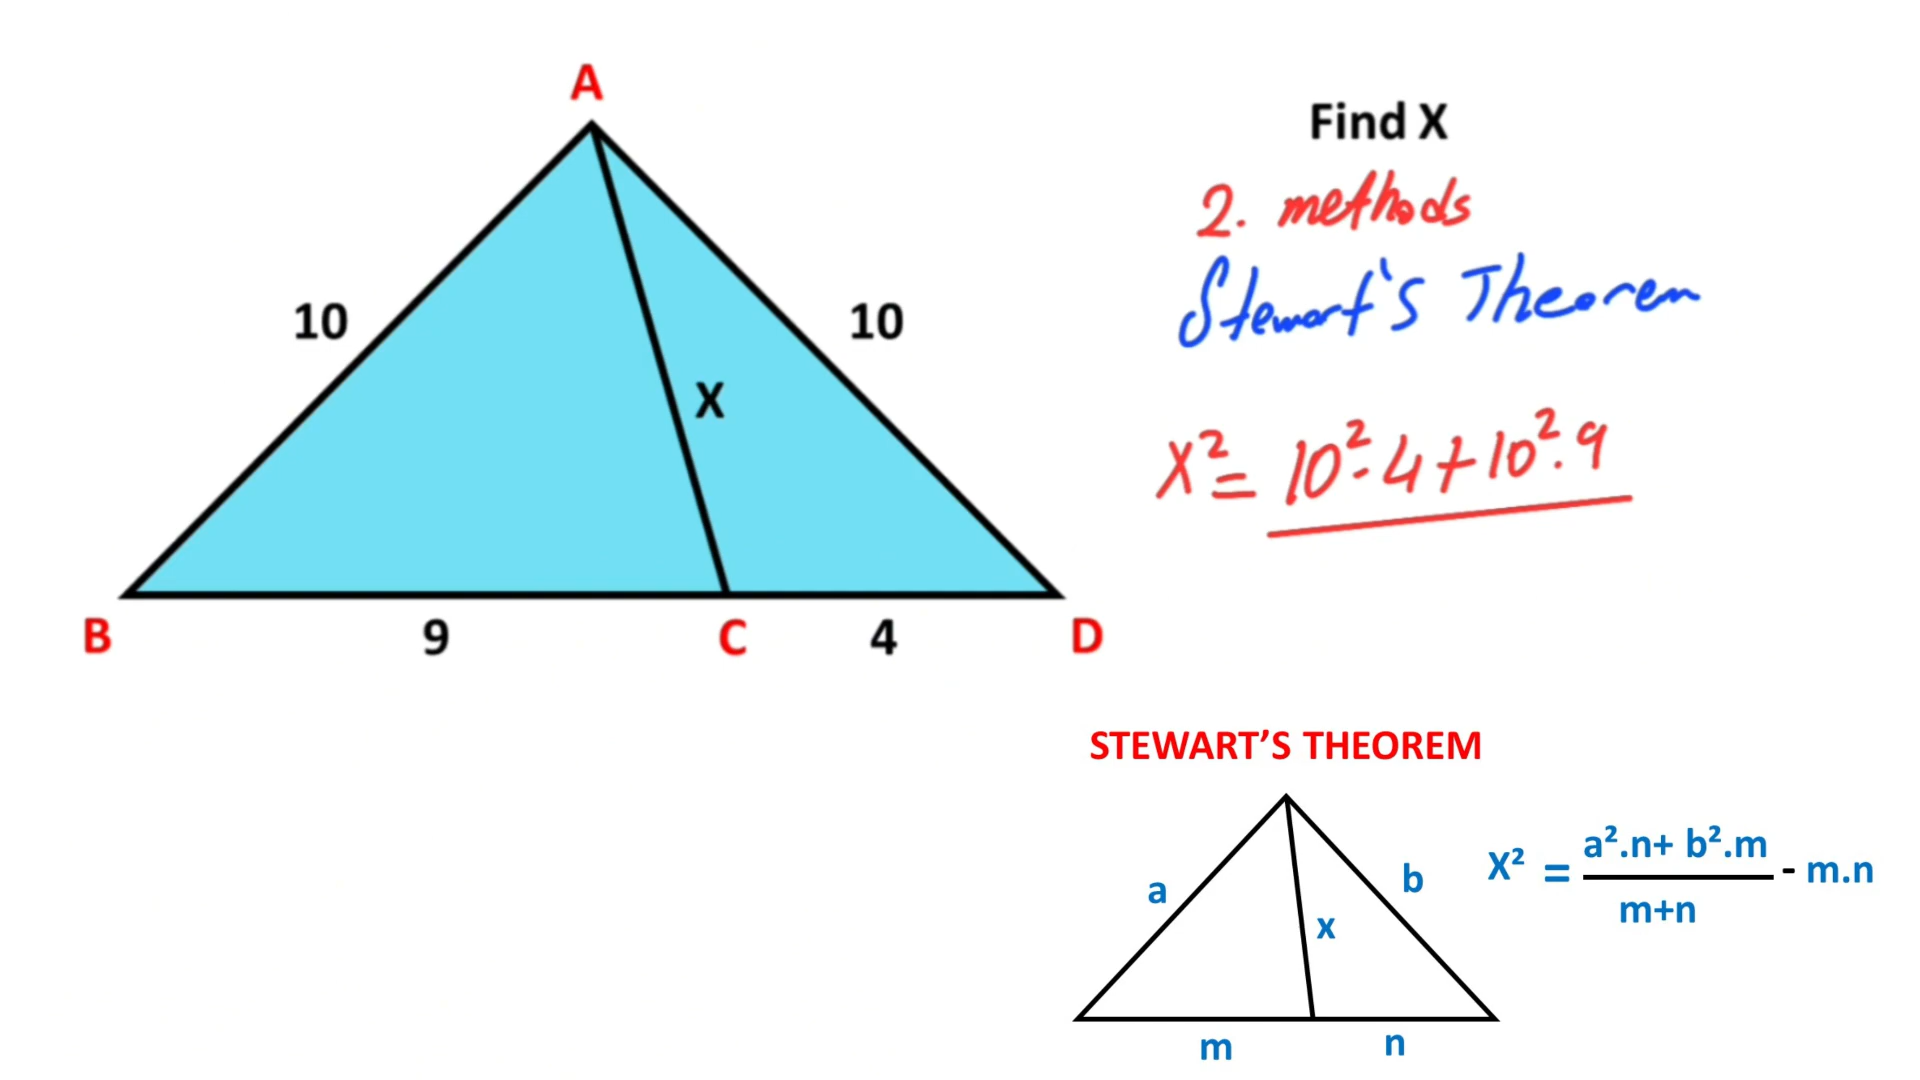 A
Find X
2. methods
Stewart's Theorem
10
10
X
X² = 10² · 4 + 10² · 9
B
9
C
4
D
STEWART’S THEOREM
a
b
x
m
n
X² = a².n+ b².m - m.n
m+n